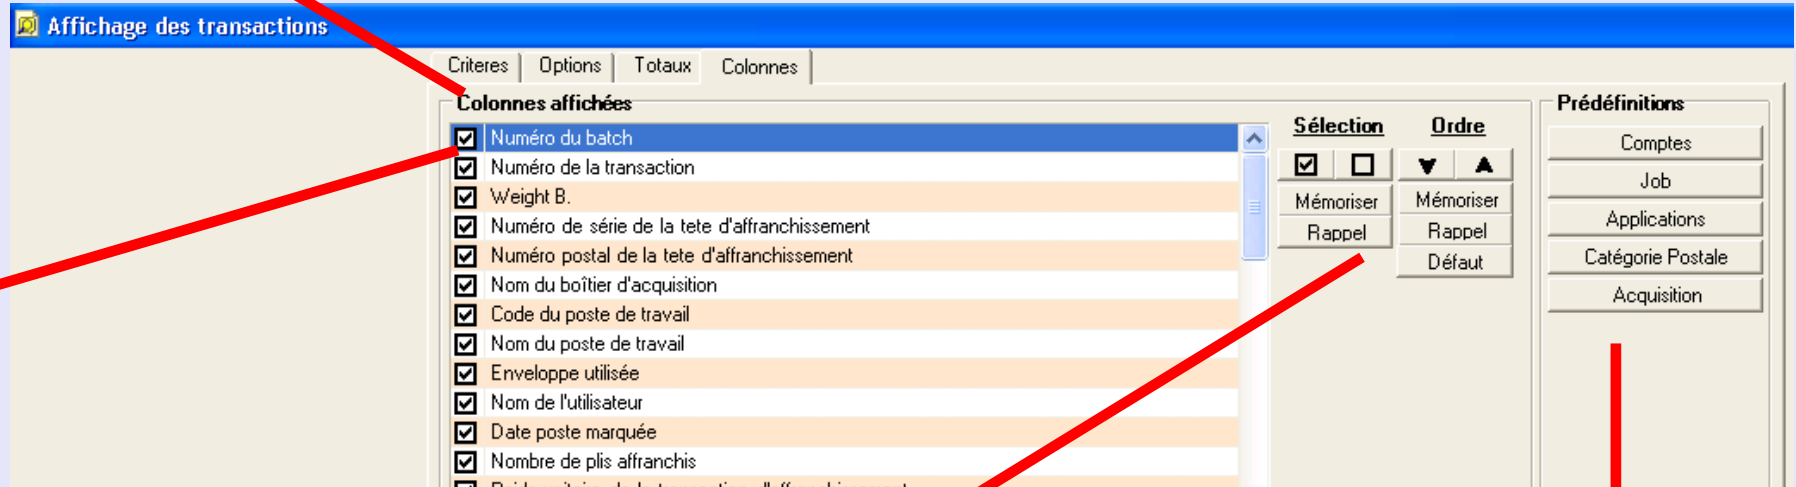 Affichage des transactions
Criteres
Options
Totaux
Colonnes
Colonnes affichées
Numéro du batch
Numéro de la transaction
Weight B.
Numéro de série de la tete d'affranchissement
Numéro postal de la tete d'affranchissement
Nom du boîtier d'acquisition
Code du poste de travail
Nom du poste de travail
Enveloppe utilisée
Nom de l'utilisateur
Date poste marquée
Nombre de plis affranchis
Sélection
Mémoriser
Rappel
Ordre
Mémoriser
Rappel
Défaut
Prédéfinitions
Comptes
Job
Applications
Catégorie Postale
Acquisition